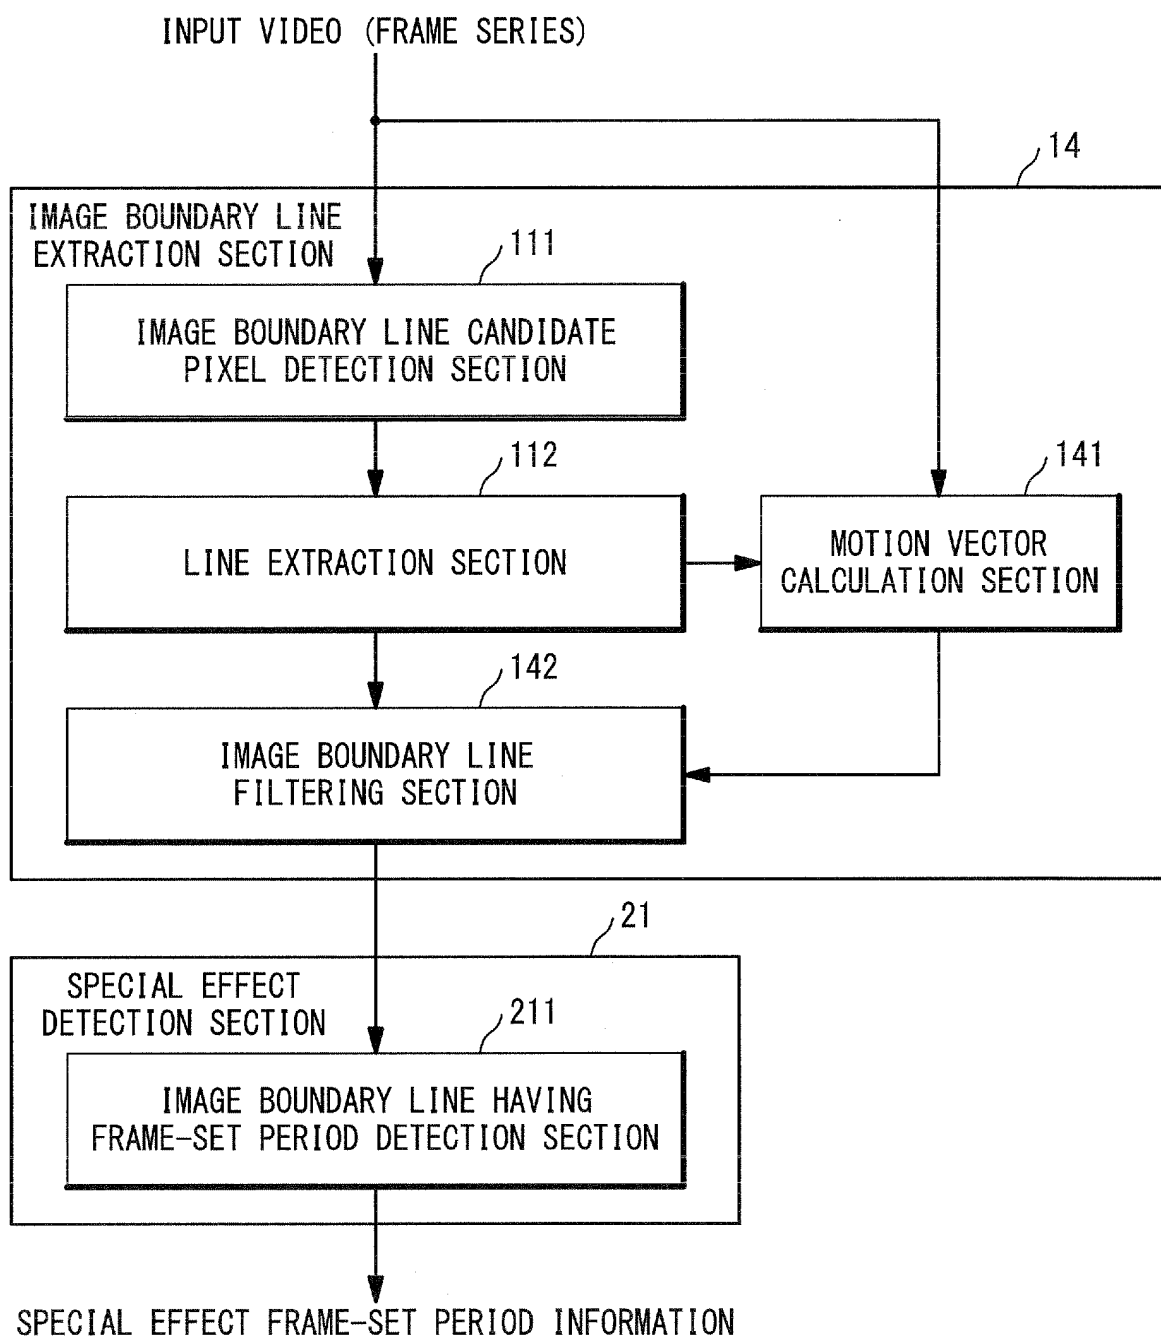 INPUT VIDEO (FRAME SERIES)
14
IMAGE BOUNDARY LINE
EXTRACTION SECTION
111
IMAGE BOUNDARY LINE CANDIDATE
PIXEL DETECTION SECTION
112
LINE EXTRACTION SECTION
141
MOTION VECTOR
CALCULATION SECTION
142
IMAGE BOUNDARY LINE
FILTERING SECTION
21
SPECIAL EFFECT
DETECTION SECTION
211
IMAGE BOUNDARY LINE HAVING
FRAME-SET PERIOD DETECTION SECTION
SPECIAL EFFECT FRAME-SET PERIOD INFORMATION